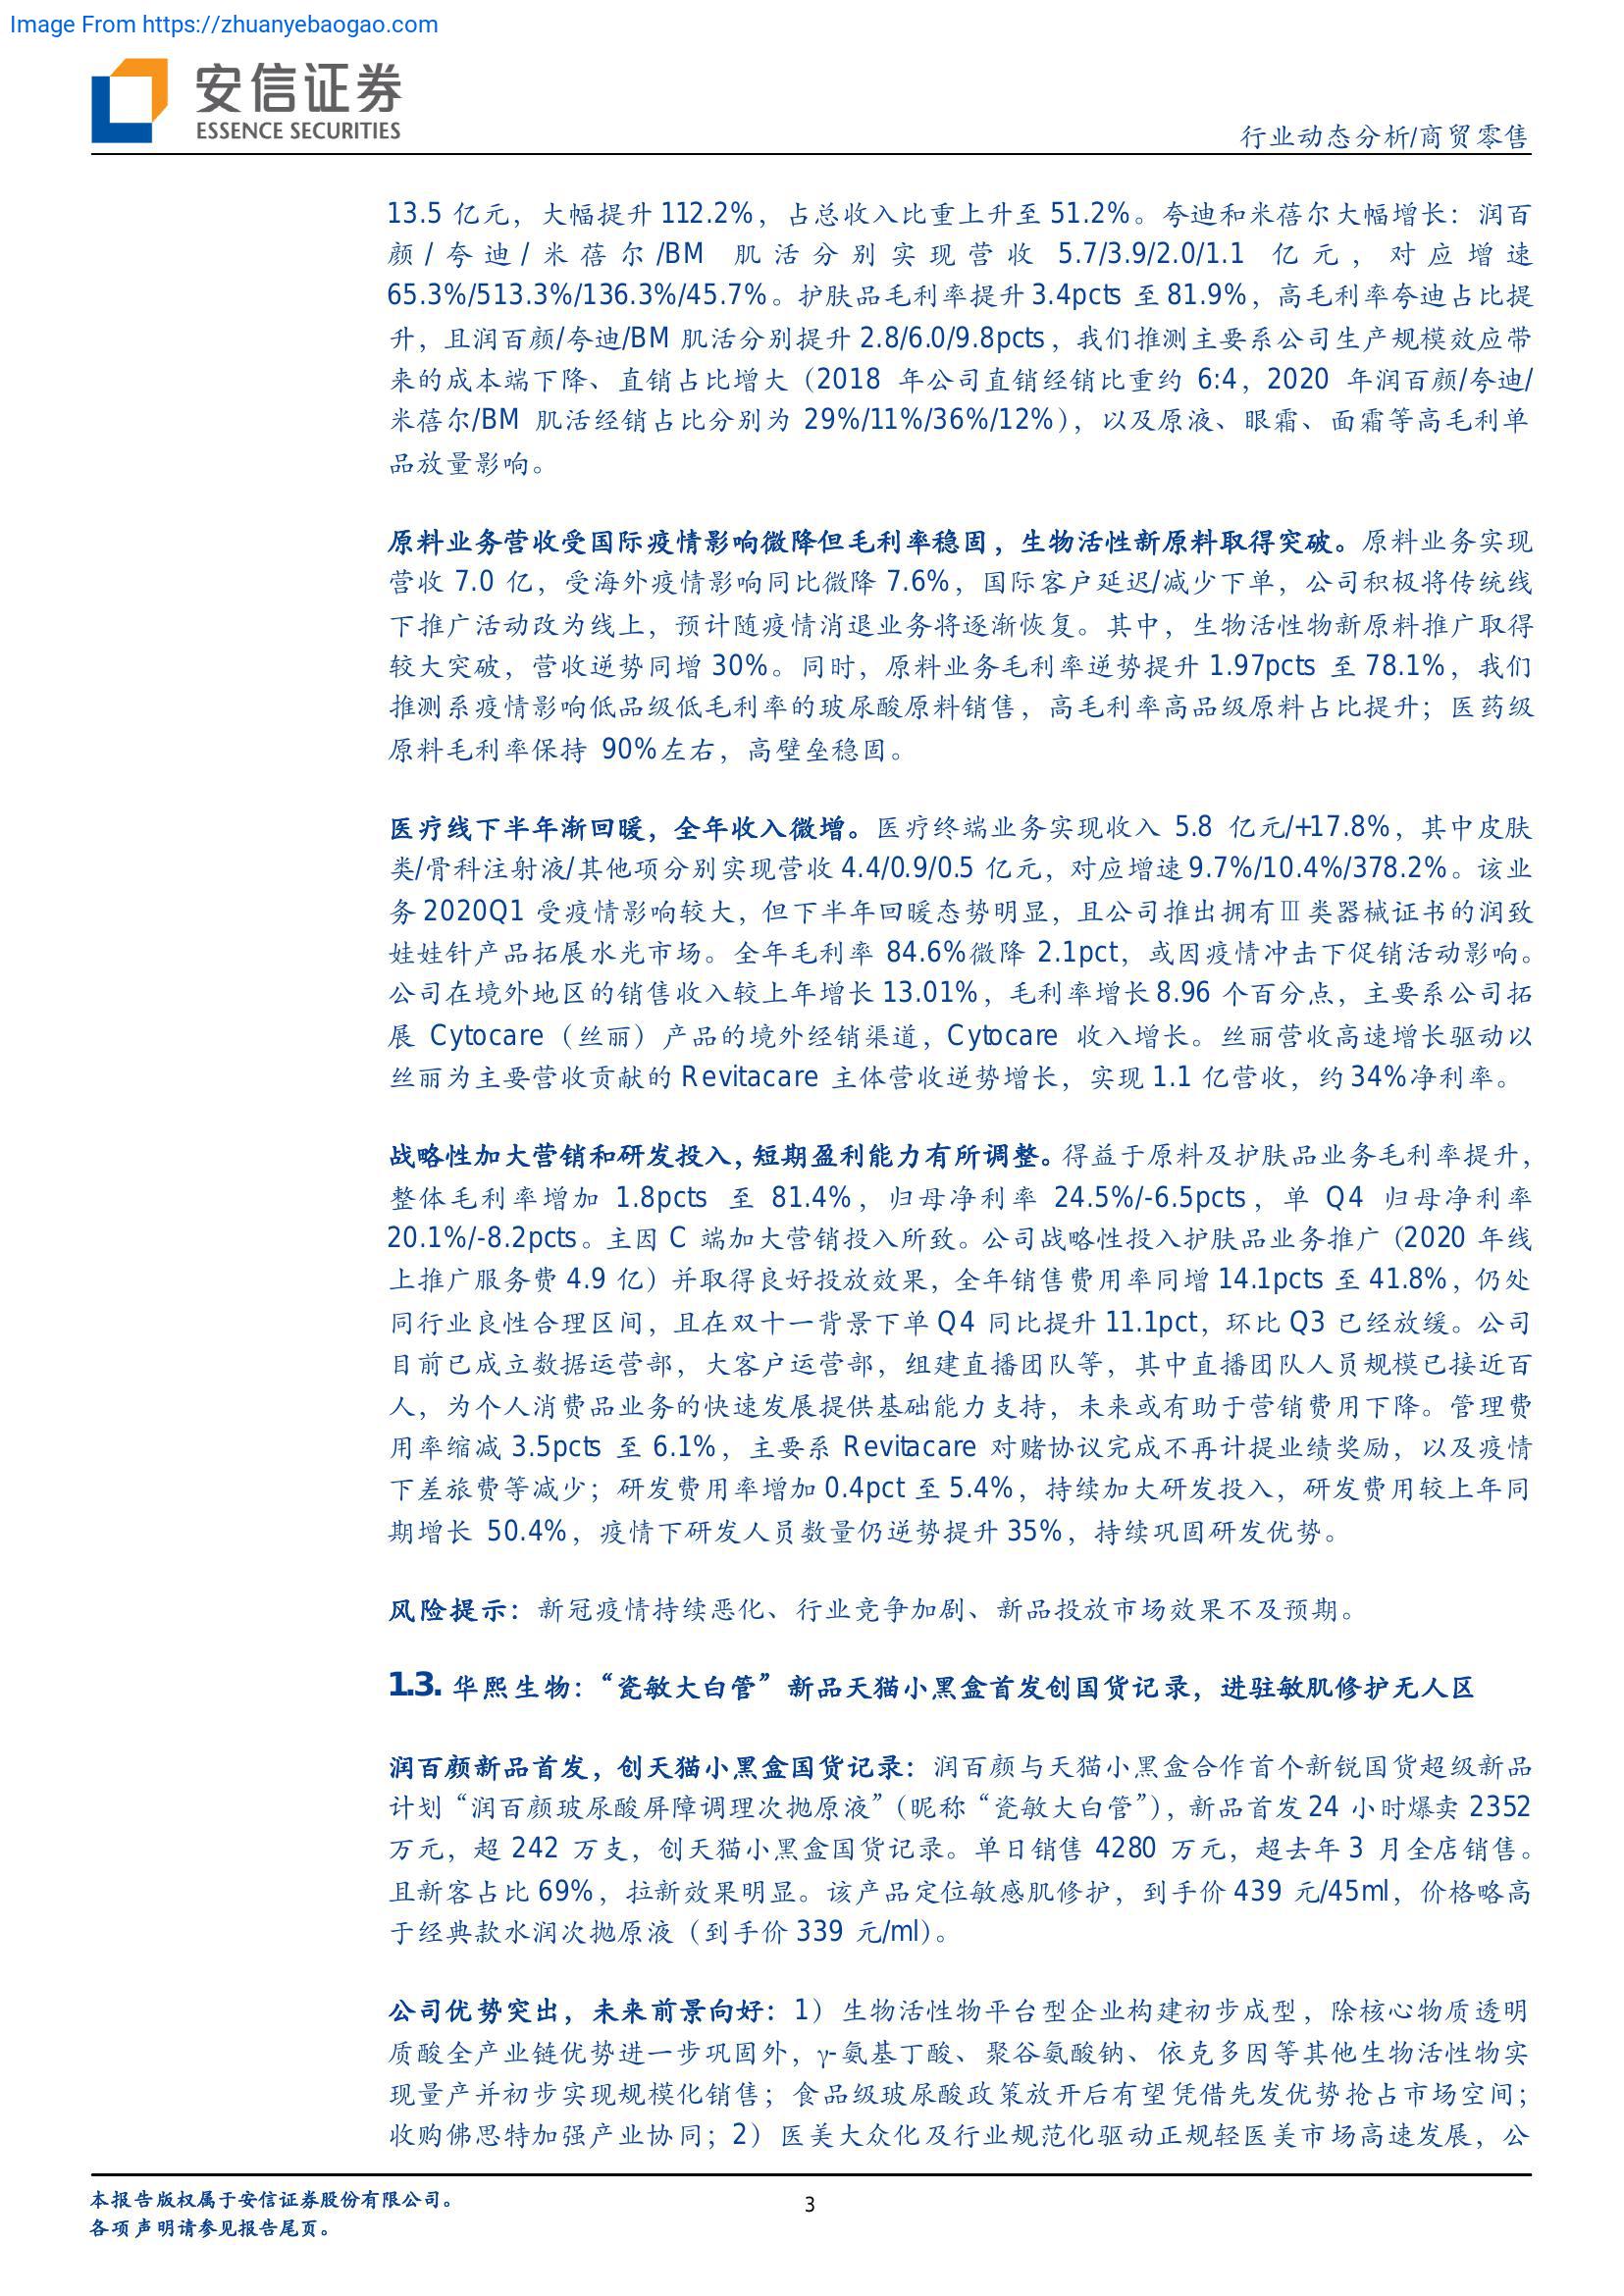 Image From https://zhuanyebaogao.com
安信证券
ESSENCE SECURITIES
行业动态分析/商贸零售
13.5 亿元，大幅提升 112.2%，占总收入比重上升至 51.2%。夸迪和米蓓尔大幅增长：润百
颜/夸迪/米蓓尔/BM 肌活分别实现营收 5.7/3.9/2.0/1.1 亿元，对应增速
65.3%/513.3%/136.3%/45.7%。护肤品毛利率提升 3.4pcts 至 81.9%，高毛利率夸迪占比提
升，且润百颜/夸迪/BM 肌活分别提升 2.8/6.0/9.8pcts，我们推测主要系公司生产规模效应带
来的成本端下降、直销占比增大（2018 年公司直销经销比重约 6:4，2020 年润百颜/夸迪/
米蓓尔/BM 肌活经销占比分别为 29%/11%/36%/12%），以及原液、眼霜、面霜等高毛利单
品放量影响。
原料业务营收受国际疫情影响微降但毛利率稳固，生物活性新原料取得突破。原料业务实现
营收 7.0 亿，受海外疫情影响同比微降 7.6%，国际客户延迟/减少下单，公司积极将传统线
下推广活动改为线上，预计随疫情消退业务将逐渐恢复。其中，生物活性物新原料推广取得
较大突破，营收逆势同增 30%。同时，原料业务毛利率逆势提升 1.97pcts 至 78.1%，我们
推测系疫情影响低品级低毛利率的玻尿酸原料销售，高毛利率高品级原料占比提升；医药级
原料毛利率保持 90%左右，高壁垒稳固。
医疗线下半年渐回暖，全年收入微增。医疗终端业务实现收入 5.8 亿元/+17.8%，其中皮肤
类/骨科注射液/其他项分别实现营收 4.4/0.9/0.5 亿元，对应增速 9.7%/10.4%/378.2%。该业
务 2020Q1 受疫情影响较大，但下半年回暖态势明显，且公司推出拥有Ⅲ类器械证书的润致
娃娃针产品拓展水光市场。全年毛利率 84.6%微降 2.1pct，或因疫情冲击下促销活动影响。
公司在境外地区的销售收入较上年增长 13.01%，毛利率增长 8.96 个百分点，主要系公司拓
展 Cytocare（丝丽）产品的境外经销渠道，Cytocare 收入增长。丝丽营收高速增长驱动以
丝丽为主要营收贡献的 Revitacare 主体营收逆势增长，实现 1.1 亿营收，约 34%净利率。
战略性加大营销和研发投入，短期盈利能力有所调整。得益于原料及护肤品业务毛利率提升，
整体毛利率增加 1.8pcts 至 81.4%，归母净利率 24.5%/-6.5pcts，单 Q4 归母净利率
20.1%/-8.2pcts。主因 C 端加大营销投入所致。公司战略性投入护肤品业务推广（2020 年线
上推广服务费 4.9 亿）并取得良好投放效果，全年销售费用率同增 14.1pcts 至 41.8%，仍处
同行业良性合理区间，且在双十一背景下单 Q4 同比提升 11.1pct，环比 Q3 已经放缓。公司
目前已成立数据运营部，大客户运营部，组建直播团队等，其中直播团队人员规模已接近百
人，为个人消费品业务的快速发展提供基础能力支持，未来或有助于营销费用下降。管理费
用率缩减 3.5pcts 至 6.1%，主要系 Revitacare 对赌协议完成不再计提业绩奖励，以及疫情
下差旅费等减少；研发费用率增加 0.4pct 至 5.4%，持续加大研发投入，研发费用较上年同
期增长 50.4%，疫情下研发人员数量仍逆势提升 35%，持续巩固研发优势。
风险提示：新冠疫情持续恶化、行业竞争加剧、新品投放市场效果不及预期。
1.3. 华熙生物：“瓷敏大白管”新品天猫小黑盒首发创国货记录，进驻敏肌修护无人区
润百颜新品首发，创天猫小黑盒国货记录：润百颜与天猫小黑盒合作首个新锐国货超级新品
计划“润百颜玻尿酸屏障调理次抛原液”（昵称“瓷敏大白管”），新品首发 24 小时爆卖 2352
万元，超 242 万支，创天猫小黑盒国货记录。单日销售 4280 万元，超去年 3 月全店销售。
且新客占比 69%，拉新效果明显。该产品定位敏感肌修护，到手价 439 元/45ml，价格略高
于经典款水润次抛原液（到手价 339 元/ml）。
公司优势突出，未来前景向好：1）生物活性物平台型企业构建初步成型，除核心物质透明
质酸全产业链优势进一步巩固外，γ-氨基丁酸、聚谷氨酸钠、依克多因等其他生物活性物实
现量产并初步实现规模化销售；食品级玻尿酸政策放开后有望凭借先发优势抢占市场空间；
收购佛思特加强产业协同；2）医美大众化及行业规范化驱动正规轻医美市场高速发展，公
本报告版权属于安信证券股份有限公司。
各项声明请参见报告尾页。
3